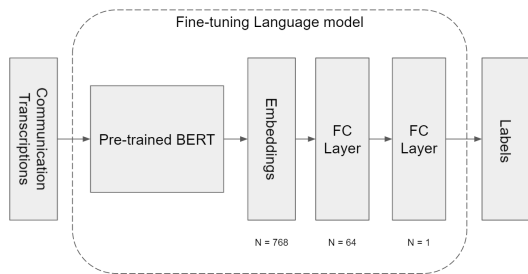 Fine-tuning Language model
Communication
Transcriptions
Pre-trained BERT
Embeddings
FC
Layer
FC
Layer
Labels
N = 768
N = 64
N = 1